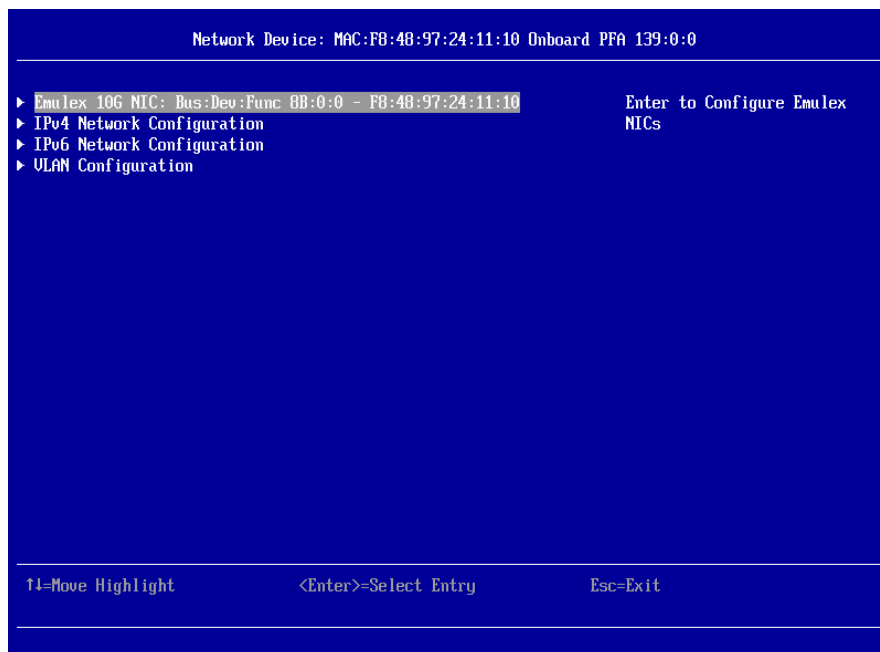 Network Device: MAC:F8:48:97:24:11:10 Onboard PFA 139:0:0
▶ Emulex 10G NIC: Bus:Dev:Func 8B:0:0 - F8:48:97:24:11:10
▶ IPv4 Network Configuration
▶ IPv6 Network Configuration
▶ VLAN Configuration
Enter to Configure Emulex
NICs
↑↓=Move Highlight <Enter>=Select Entry Esc=Exit